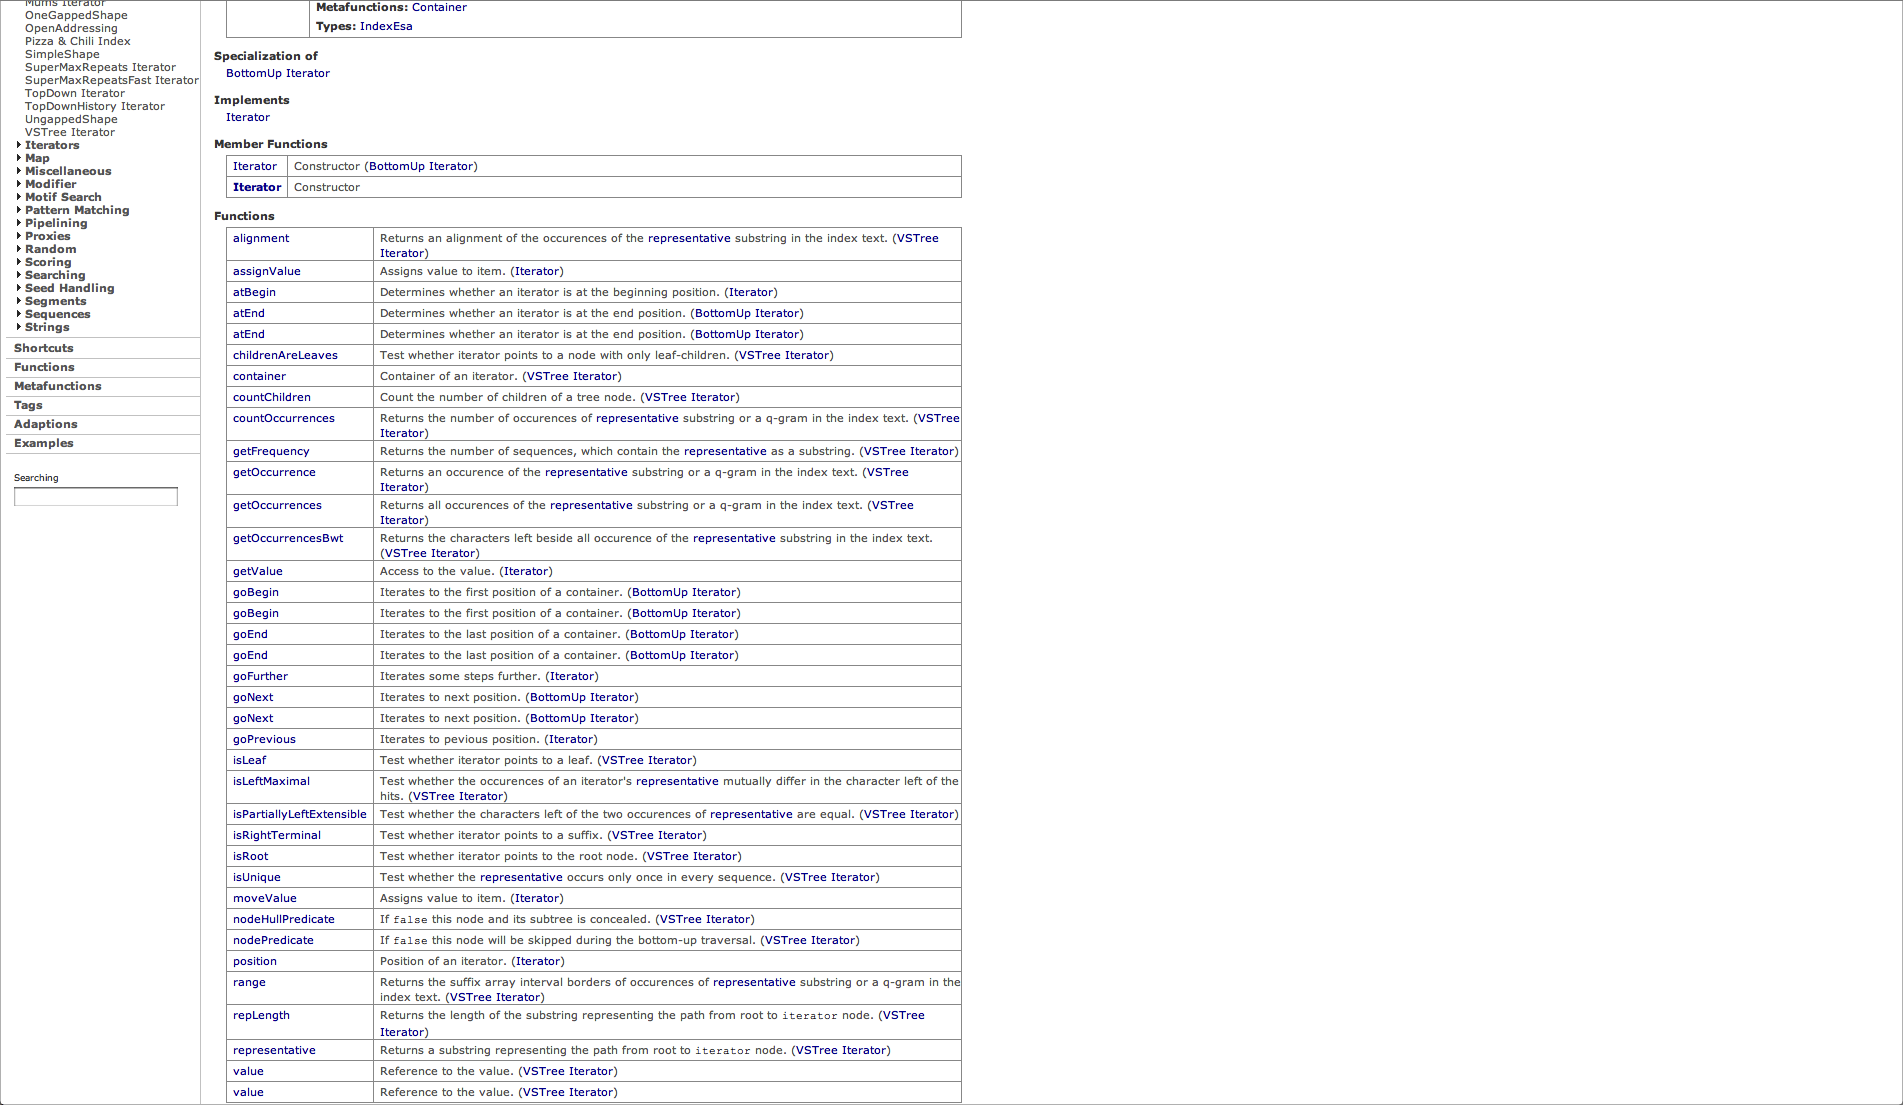 Mums Iterator
OneGappedShape
OpenAddressing
Pizza & Chili Index
SimpleShape
SuperMaxRepeats Iterator
SuperMaxRepeatsFast Iterator
TopDown Iterator
TopDownHistory Iterator
UngappedShape
VSTree Iterator
Iterators
Map
Miscellaneous
Modifier
Motif Search
Pattern Matching
Pipelining
Proxies
Random
Scoring
Searching
Seed Handling
Segments
Sequences
Strings
Shortcuts
Functions
Metafunctions
Tags
Adaptions
Examples
Searching
Metafunctions: Container
Types: IndexEsa
Specialization of
BottomUp Iterator
Implements
Iterator
Member Functions
Iterator Constructor (BottomUp Iterator)
Iterator Constructor
Functions
alignment Returns an alignment of the occurences of the representative substring in the index text. (VSTree
Iterator)
assignValue Assigns value to item. (Iterator)
atBegin Determines whether an iterator is at the beginning position. (Iterator)
atEnd Determines whether an iterator is at the end position. (BottomUp Iterator)
atEnd Determines whether an iterator is at the end position. (BottomUp Iterator)
childrenAreLeaves Test whether iterator points to a node with only leaf-children. (VSTree Iterator)
container Container of an iterator. (VSTree Iterator)
countChildren Count the number of children of a tree node. (VSTree Iterator)
countOccurrences Returns the number of occurences of representative substring or a q-gram in the index text. (VSTree
Iterator)
getFrequency Returns the number of sequences, which contain the representative as a substring. (VSTree Iterator)
getOccurrence Returns an occurence of the representative substring or a q-gram in the index text. (VSTree
Iterator)
getOccurrences Returns all occurences of the representative substring or a q-gram in the index text. (VSTree
Iterator)
getOccurrencesBwt Returns the characters left beside all occurence of the representative substring in the index text.
(VSTree Iterator)
getValue Access to the value. (Iterator)
goBegin Iterates to the first position of a container. (BottomUp Iterator)
goBegin Iterates to the first position of a container. (BottomUp Iterator)
goEnd Iterates to the last position of a container. (BottomUp Iterator)
goEnd Iterates to the last position of a container. (BottomUp Iterator)
goFurther Iterates some steps further. (Iterator)
goNext Iterates to next position. (BottomUp Iterator)
goNext Iterates to next position. (BottomUp Iterator)
goPrevious Iterates to pevious position. (Iterator)
isLeaf Test whether iterator points to a leaf. (VSTree Iterator)
isLeftMaximal Test whether the occurences of an iterator's representative mutually differ in the character left of the
hits. (VSTree Iterator)
isPartiallyLeftExtensible Test whether the characters left of the two occurences of representative are equal. (VSTree Iterator)
isRightTerminal Test whether iterator points to a suffix. (VSTree Iterator)
isRoot Test whether iterator points to the root node. (VSTree Iterator)
isUnique Test whether the representative occurs only once in every sequence. (VSTree Iterator)
moveValue Assigns value to item. (Iterator)
nodeHullPredicate If false this node and its subtree is concealed. (VSTree Iterator)
nodePredicate If false this node will be skipped during the bottom-up traversal. (VSTree Iterator)
position Position of an iterator. (Iterator)
range Returns the suffix array interval borders of occurences of representative substring or a q-gram in the
index text. (VSTree Iterator)
repLength Returns the length of the substring representing the path from root to iterator node. (VSTree
Iterator)
representative Returns a substring representing the path from root to iterator node. (VSTree Iterator)
value Reference to the value. (VSTree Iterator)
value Reference to the value. (VSTree Iterator)